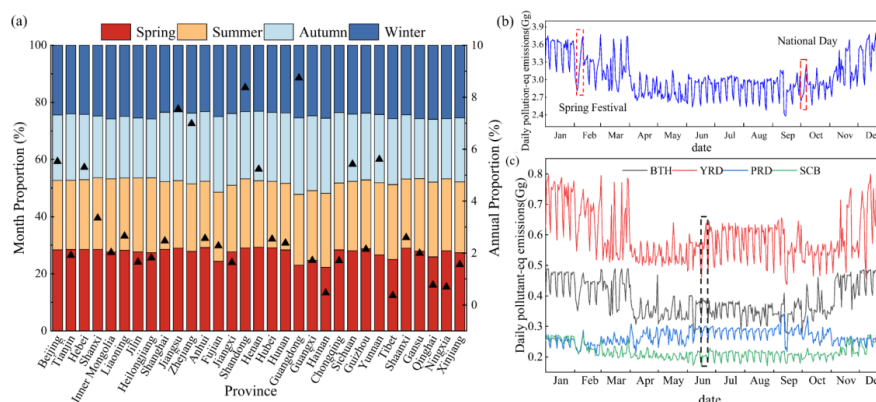 (a)
Spring Summer Autumn Winter
Month Proportion (%)
100
80
60
40
20
0
Annual Proportion (%)
10
8
6
4
2
0
Beijing
Tianjin
Hebei
Shanxi
Inner Mongolia
Liaoning
Jilin
Heilongjiang
Shanghai
Jiangsu
Zhejiang
Anhui
Fujian
Jiangxi
Shandong
Henan
Hubei
Hunan
Guangdong
Guangxi
Hainan
Chongqing
Sichuan
Guizhou
Yunnan
Tibet
Shaanxi
Gansu
Qinghai
Ningxia
Xinjiang
Province
(b)
Daily pollution-eq emissions(Gg)
3.9
3.6
3.3
3.0
2.7
2.4
National Day
Spring Festival
Jan Feb Mar Apr May Jun Jul Aug Sep Oct Nov Dec
date
(c)
Daily pollutant-eq emissions(Gg)
0.8
0.7
0.6
0.5
0.4
0.3
0.2
BTH YRD PRD SCB
Jan Feb Mar Apr May Jun Jul Aug Sep Oct Nov Dec
date